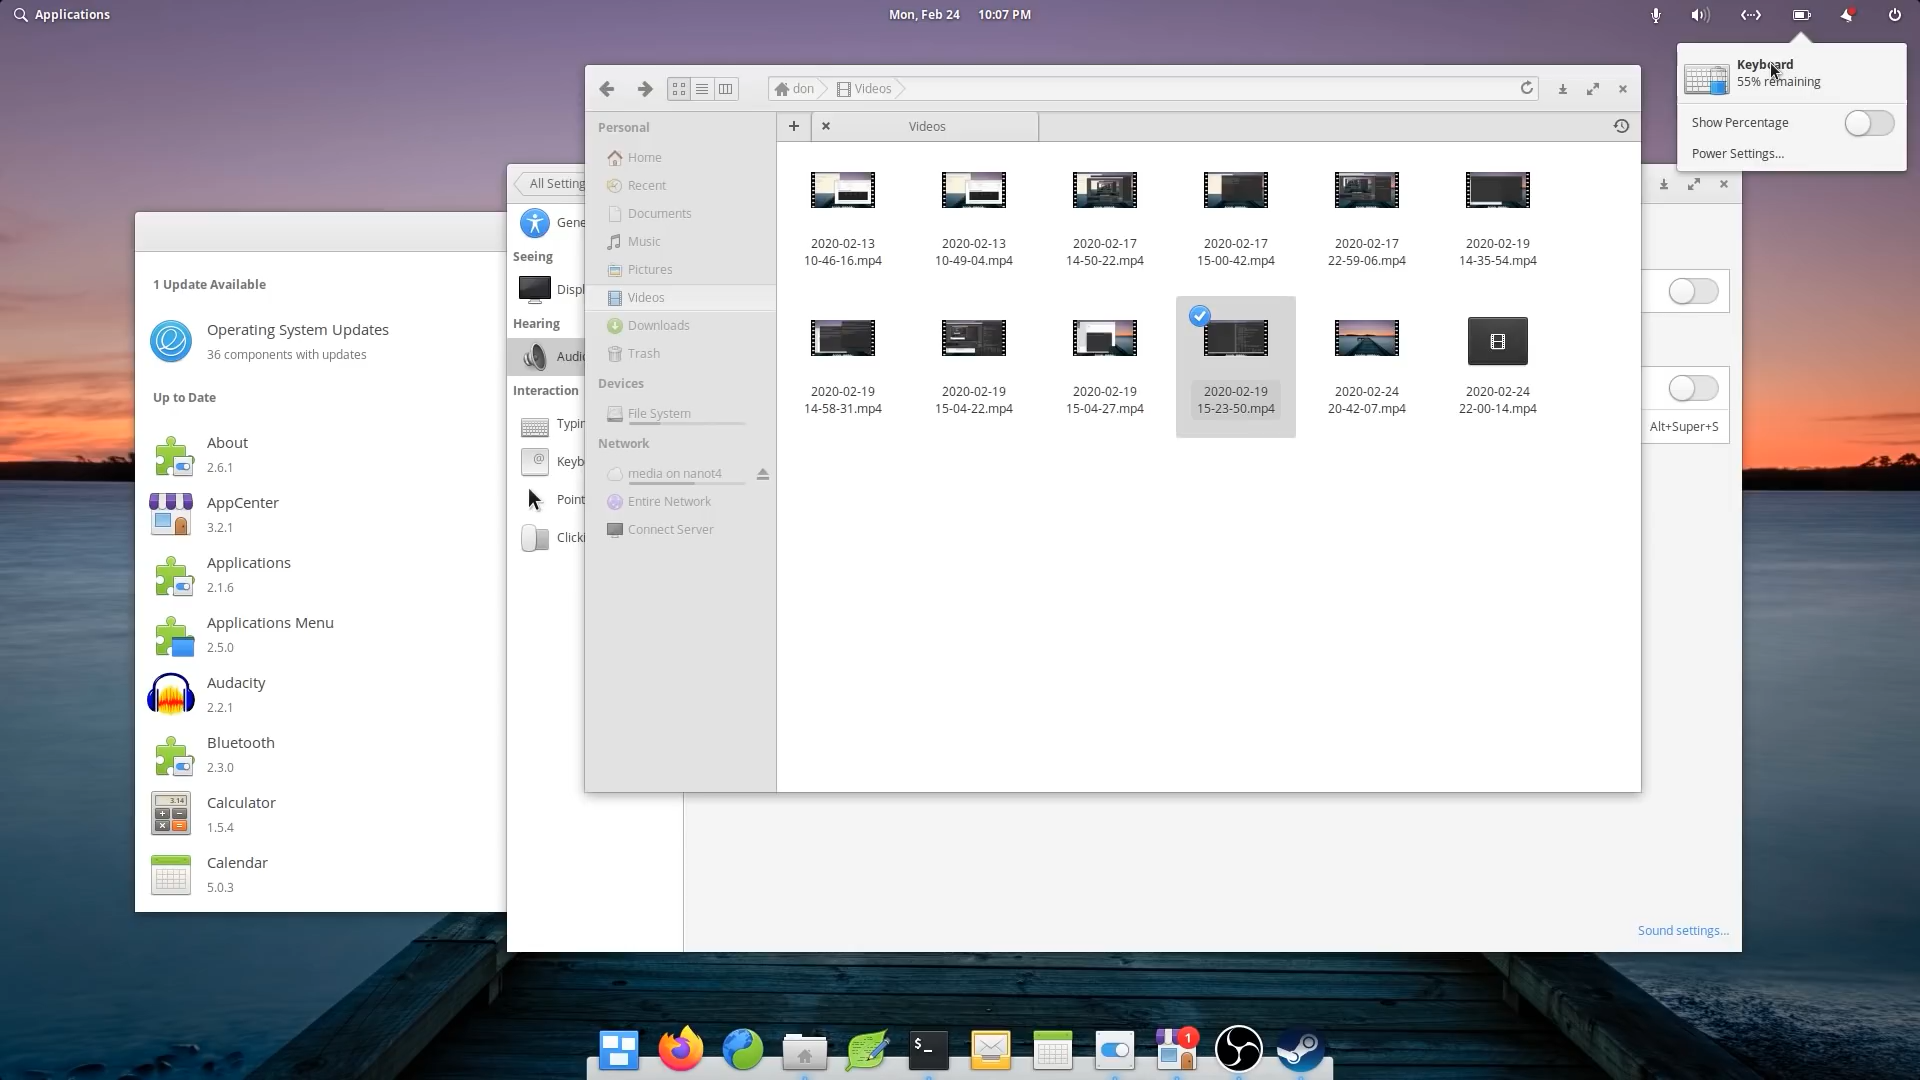 Applications
Mon, Feb 24
10:07 PM
Keyboard
55% remaining
Show Percentage
Power Settings...
don
Videos
Videos
Personal
Home
Recent
Documents
Music
Pictures
Videos
Downloads
Trash
Devices
File System
Network
media on nanot4
Entire Network
Connect Server
2020-02-13
10-46-16.mp4
2020-02-13
10-49-04.mp4
2020-02-17
14-50-22.mp4
2020-02-17
15-00-42.mp4
2020-02-17
22-59-06.mp4
2020-02-19
14-35-54.mp4
2020-02-19
14-58-31.mp4
2020-02-19
15-04-22.mp4
2020-02-19
15-04-27.mp4
2020-02-19
15-23-50.mp4
2020-02-24
20-42-07.mp4
2020-02-24
22-00-14.mp4
All Setting
Gene
Seeing
Displ
Hearing
Audi
Interaction
Typin
Keyb
Point
Clicki
Alt+Super+S
Sound settings...
1 Update Available
Operating System Updates
36 components with updates
Up to Date
About
2.6.1
AppCenter
3.2.1
Applications
2.1.6
Applications Menu
2.5.0
Audacity
2.2.1
Bluetooth
2.3.0
3.14
Calculator
1.5.4
Calendar
5.0.3
$_
1